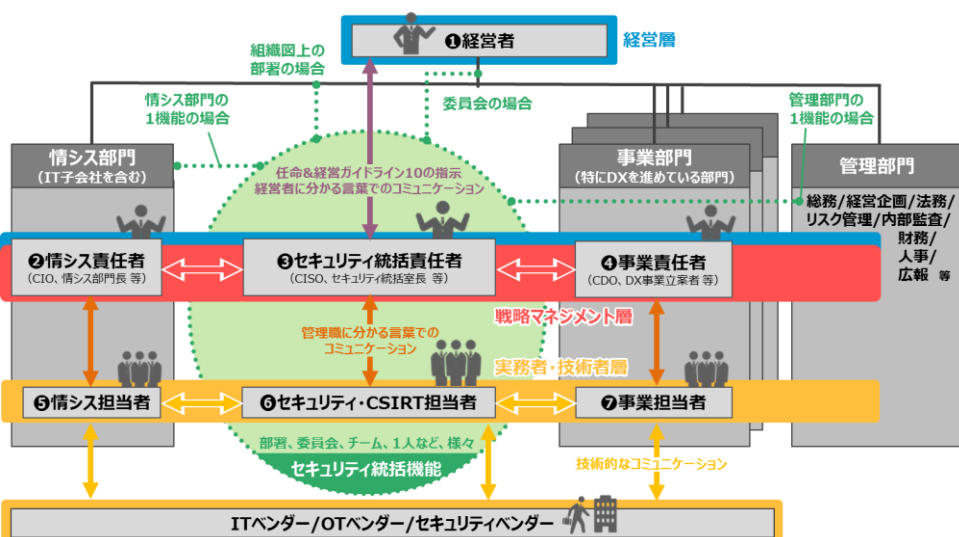 ❶経営者
経営層
組織図上の
部署の場合
情シス部門の
1機能の場合
委員会の場合
管理部門の
1機能の場合
情シス部門
(IT子会社を含む)
任命&経営ガイドライン10の指示
経営者に分かる言葉でのコミュニケーション
事業部門
(特にDXを進めている部門)
管理部門
総務/経営企画/法務/
リスク管理/内部監査/
財務/
人事/
広報 等
❷情シス責任者
(CIO、情シス部門長 等)
❸セキュリティ統括責任者
(CISO、セキュリティ統括室長 等)
❹事業責任者
(CDO、DX事業立案者 等)
戦略マネジメント層
管理職に分かる言葉での
コミュニケーション
実務者・技術者層
❺情シス担当者
❻セキュリティ・CSIRT担当者
❼事業担当者
部署、委員会、チーム、1人など、様々
セキュリティ統括機能
技術的なコミュニケーション
ITベンダー/OTベンダー/セキュリティベンダー